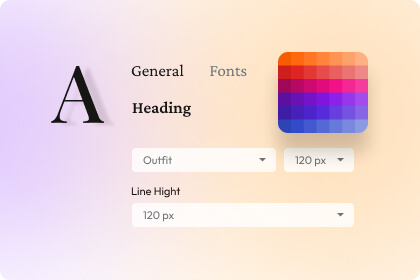 A
General Fonts
Heading
Outfit 120 px
Line Hight
120 px